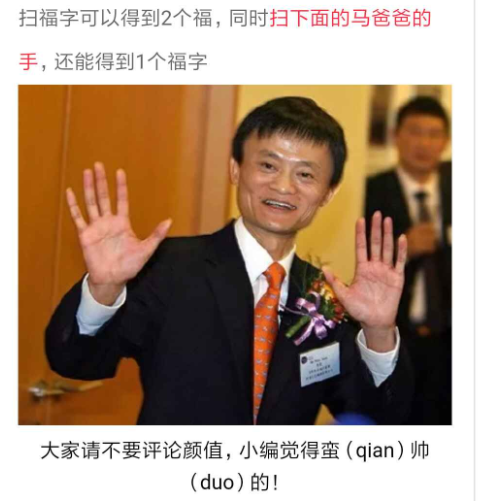 扫福字可以得到2个福，同时扫下面的马爸爸的
手，还能得到1个福字
大家请不要评论颜值，小编觉得蛮（qian）帅
（duo）的！